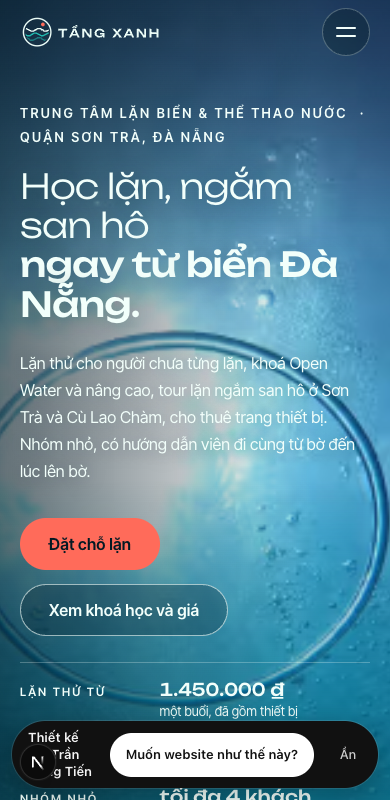 TẦNG XANH
TRUNG TÂM LẶN BIỂN & THỂ THAO NƯỚC ·
QUẬN SƠN TRÀ, ĐÀ NẴNG
Học lặn, ngắm
san hô
ngay từ biển Đà
Nẵng.
Lặn thử cho người chưa từng lặn, khoá Open
Water và nâng cao, tour lặn ngắm san hô ở Sơn
Trà và Cù Lao Chàm, cho thuê trang thiết bị.
Nhóm nhỏ, có hướng dẫn viên đi cùng từ bờ đến
lúc lên bờ.
Đặt chỗ lặn
Xem khoá học và giá
LẶN THỬ TỪ
1.450.000 ₫
một buổi, đã gồm thiết bị
Thiết kế
Trần
Tiến
N
Muốn website như thế này?
Ẩn
NHÓM NHỎ
tối đa 4 khách